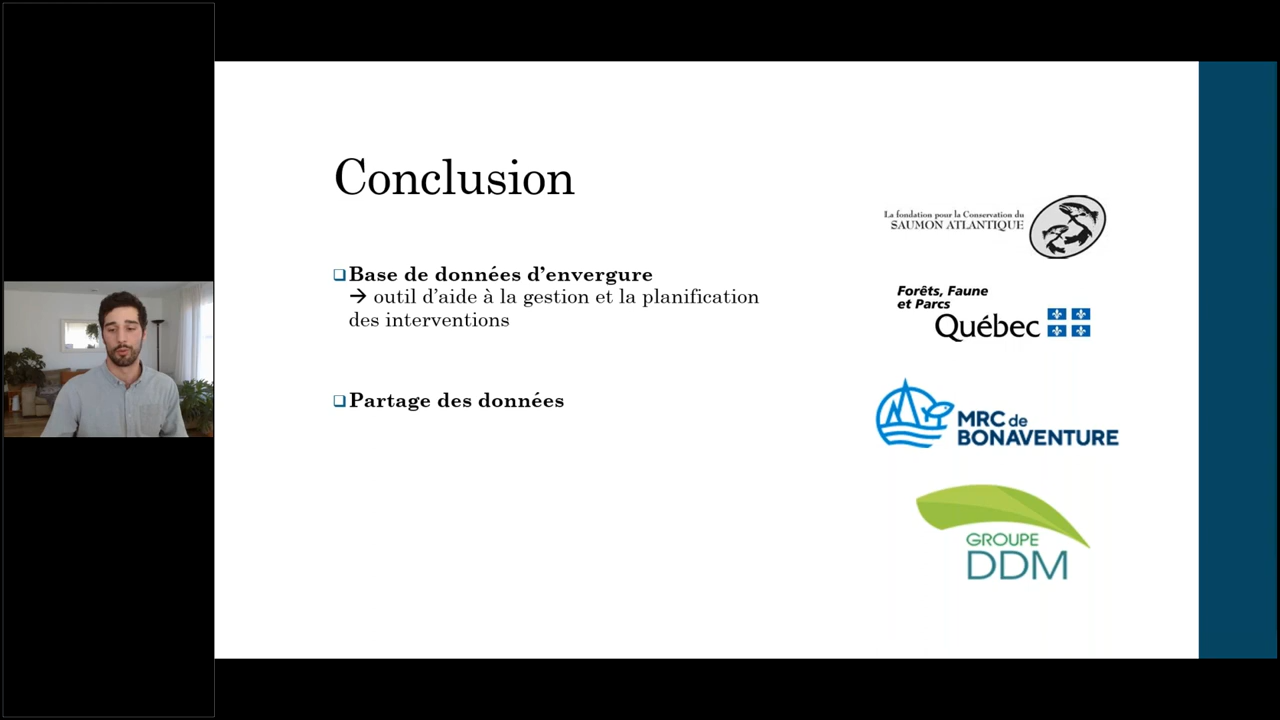 Conclusion
Base de données d’envergure
→ outil d’aide à la gestion et la planification
des interventions
Partage des données
La fondation pour la Conservation du
SAUMON ATLANTIQUE
Forêts, Faune
et Parcs
Québec
MRC de
BONAVENTURE
GROUPE
DDM